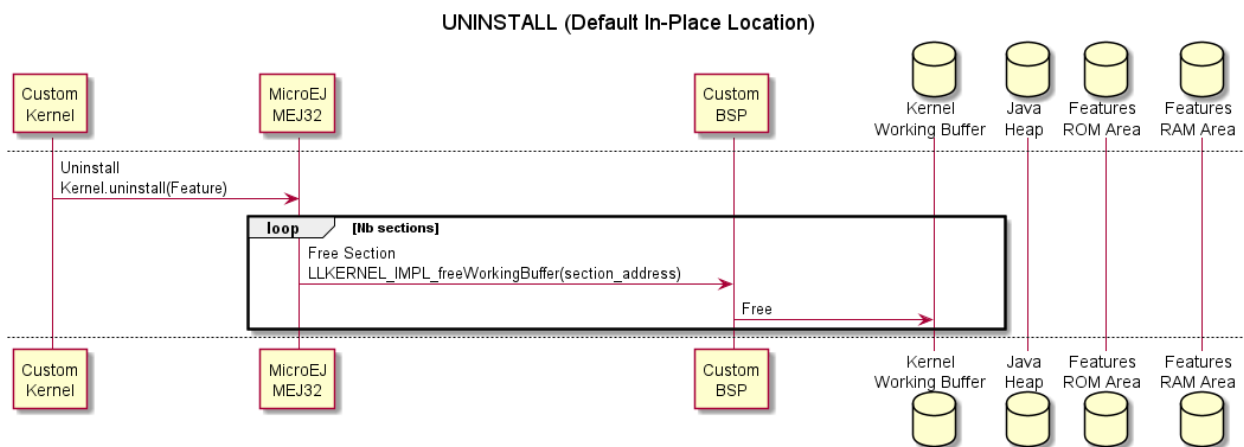 UNINSTALL (Default In-Place Location)
Custom
Kernel
MicroEJ
MEJ32
Custom
BSP
Kernel
Working Buffer
Java
Heap
Features
ROM Area
Features
RAM Area
Uninstall
Kernel.uninstall(Feature)
loop [Nb sections]
Free Section
LLKERNEL_IMPL_freeWorkingBuffer(section_address)
Free
Custom
Kernel
MicroEJ
MEJ32
Custom
BSP
Kernel
Working Buffer
Java
Heap
Features
ROM Area
Features
RAM Area